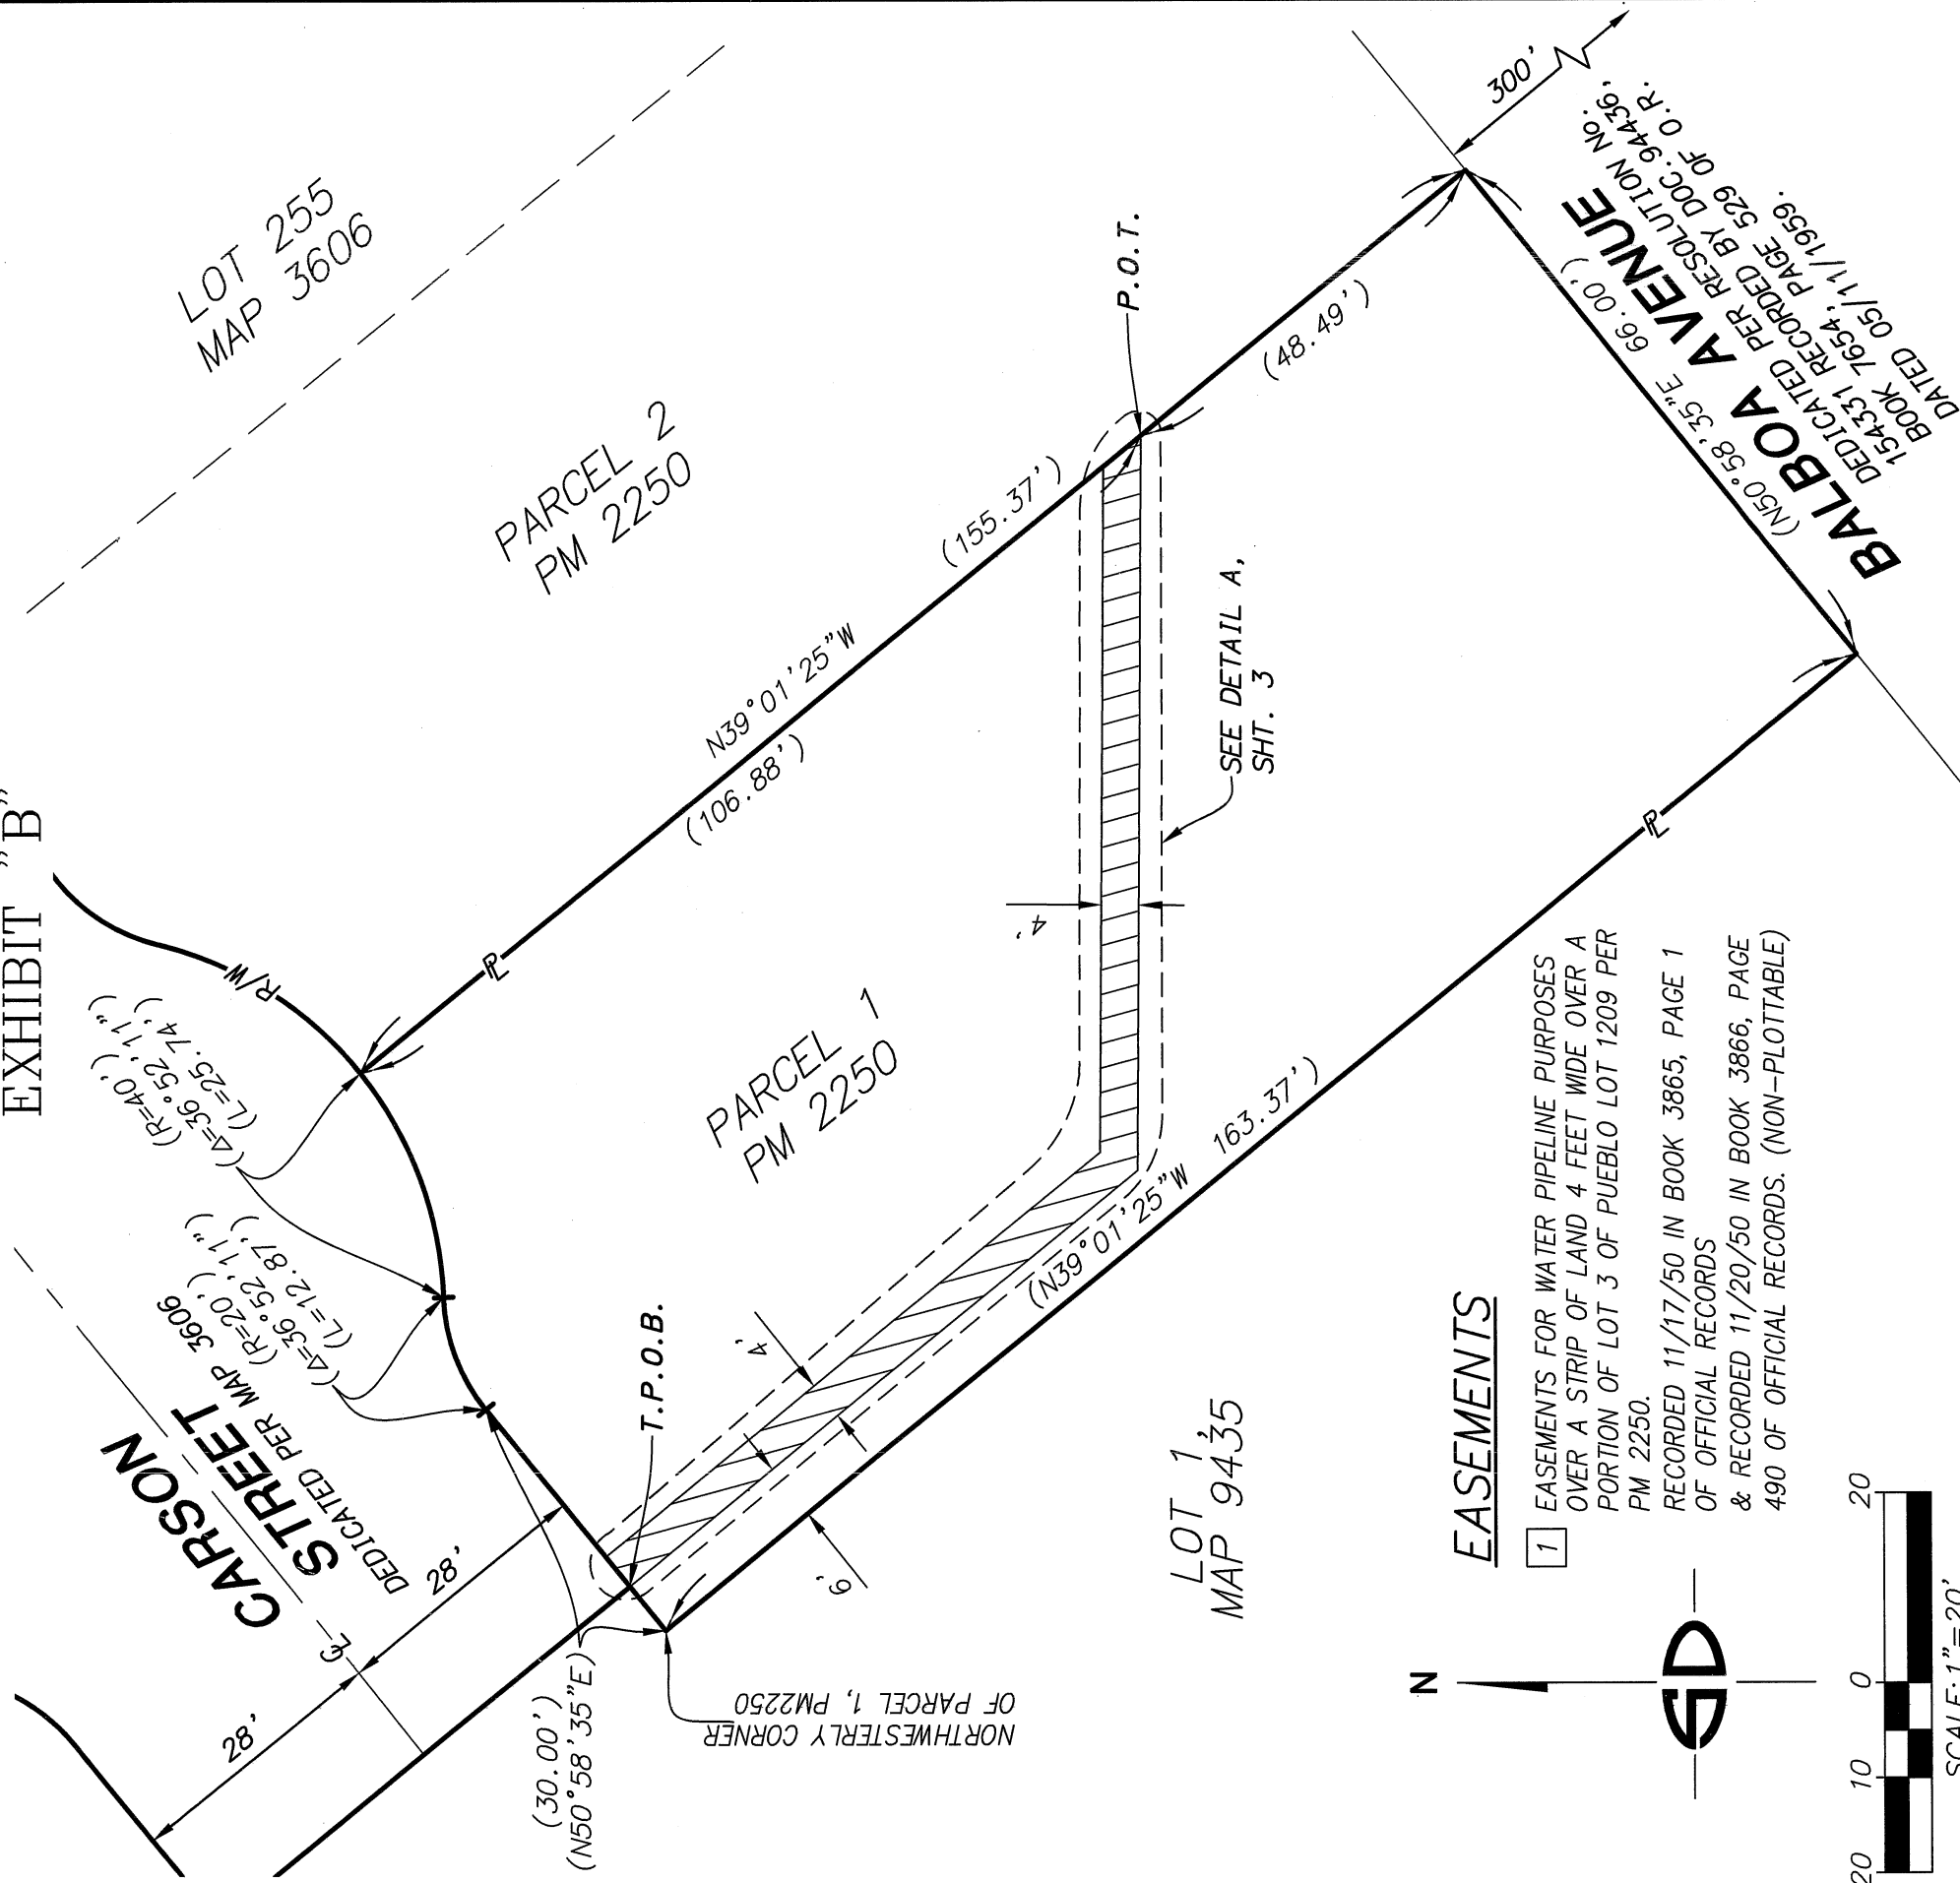 EXHIBIT "B"
LOT 255
MAP 3606
PARCEL 2
PM 2250
300'
BALBOA AVENUE
DEDICATED PER RESOLUTION No.
154331 RECORDED BY DOC.94436,
BOOK 7654, PAGE 529 OF O.R.
DATED 05/11/1959.
(N50°58'35"E 66.00')
P.O.T.
(48.49')
(155.37')
N39°01'25"W
(106.88')
SEE DETAIL A,
SHT. 3
R/W
(R=40')
(Δ=36°52'11")
(L=25.74')
(R=20')
(Δ=36°52'11")
(L=12.87')
CARSON
STREET
DEDICATED PER MAP 3606
28'
28'
CL
PL
PL
PARCEL 1
PM 2250
4'
4'
6'
T.P.O.B.
(N39°01'25"W 163.37')
(30.00')
(N50°58'35"E)
NORTHWESTERLY CORNER
OF PARCEL 1, PM2250
LOT 1,
MAP 9435
EASEMENTS
1 EASEMENTS FOR WATER PIPELINE PURPOSES
OVER A STRIP OF LAND 4 FEET WIDE OVER A
PORTION OF LOT 3 OF PUEBLO LOT 1209 PER
PM 2250.
RECORDED 11/17/50 IN BOOK 3865, PAGE 1
OF OFFICIAL RECORDS
& RECORDED 11/20/50 IN BOOK 3866, PAGE
490 OF OFFICIAL RECORDS. (NON-PLOTTABLE)
N
SD
20 10 0 20
SCALE: 1"=20'